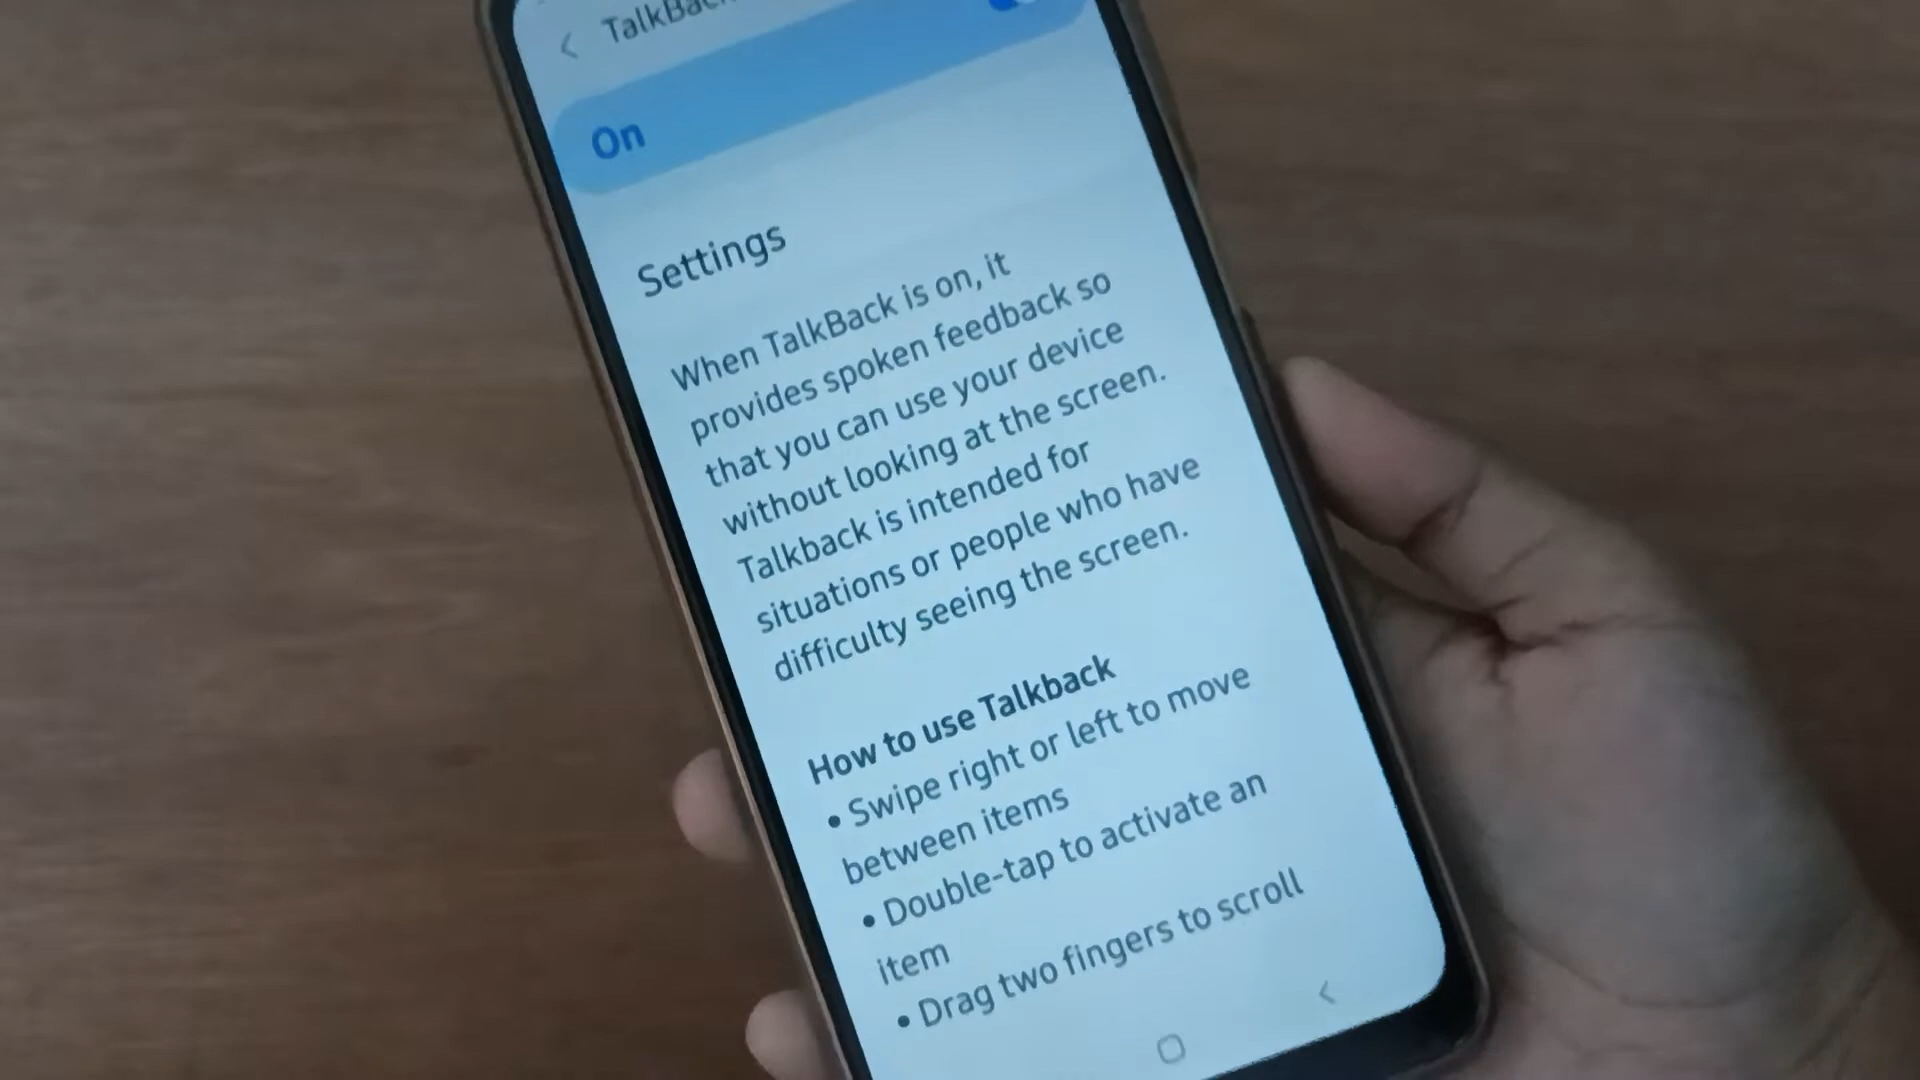 TalkBack
On
Settings
When TalkBack is on, it
provides spoken feedback so
that you can use your device
without looking at the screen.
Talkback is intended for
situations or people who have
difficulty seeing the screen.
How to use Talkback
• Swipe right or left to move
between items
• Double-tap to activate an
item
• Drag two fingers to scroll